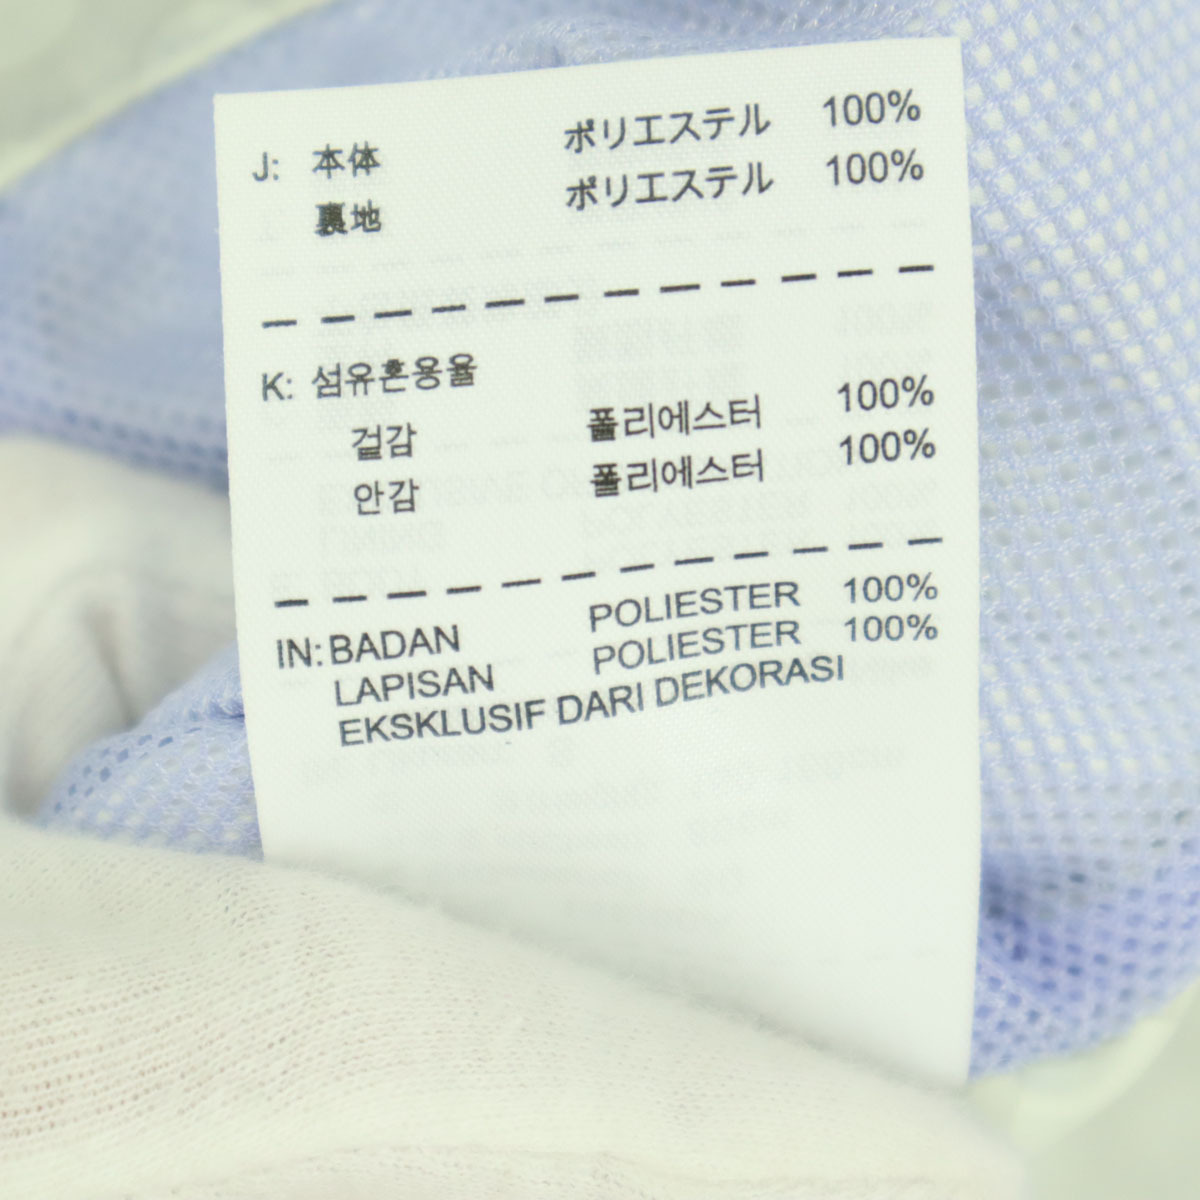 J: 本体 ポリエステル 100%
裏地 ポリエステル 100%
K: 섬유혼용율
걸감 폴리에스터 100%
안감 폴리에스터 100%
IN: BADAN POLIESTER 100%
LAPISAN POLIESTER 100%
EKSKLUSIF DARI DEKORASI